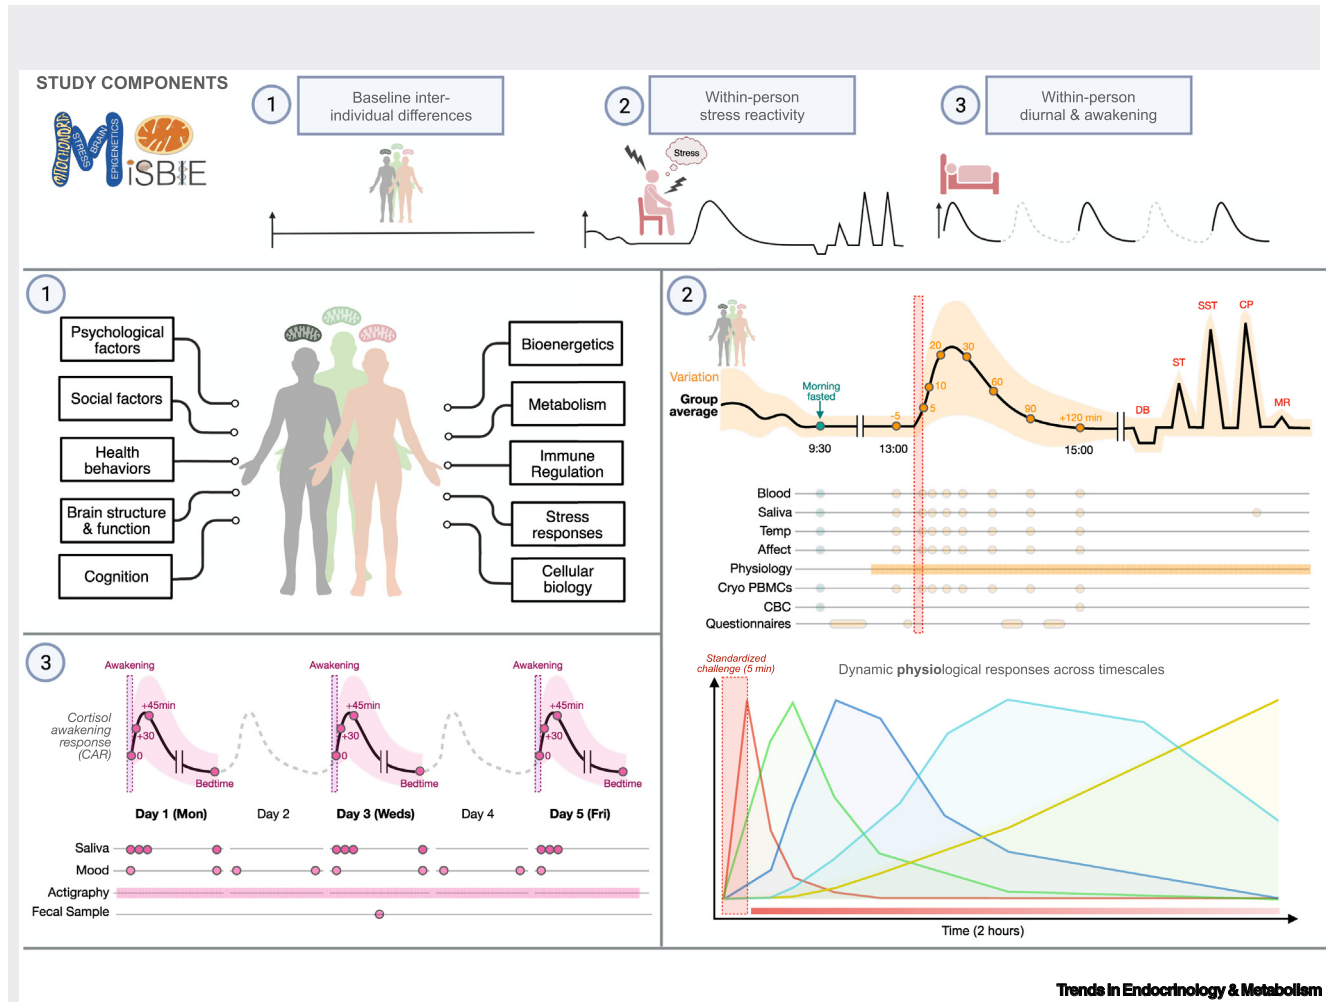 STUDY COMPONENTS
MITOCHONDRIA
STRESS
BRAIN
EPIGENETICS
iSBIE
1
Baseline inter-
individual differences
2
Within-person
stress reactivity
Stress
3
Within-person
diurnal & awakening
1
Psychological
factors
Social factors
Health
behaviors
Brain structure
& function
Cognition
Bioenergetics
Metabolism
Immune
Regulation
Stress
responses
Cellular
biology
2
Variation
Group
average
Morning
fasted
9:30
-5
13:00
5
10
20
30
60
90
+120 min
15:00
DB
ST
SST
CP
MR
Blood
Saliva
Temp
Affect
Physiology
Cryo PBMCs
CBC
Questionnaires
Standardized
challenge (5 min)
Dynamic physiological responses across timescales
Time (2 hours)
3
Cortisol
awakening
response
(CAR)
Awakening
+45min
+30
0
Bedtime
Awakening
+45min
+30
0
Bedtime
Awakening
+45min
+30
0
Bedtime
Day 1 (Mon)
Day 2
Day 3 (Weds)
Day 4
Day 5 (Fri)
Saliva
Mood
Actigraphy
Fecal Sample
Trends in Endocrinology & Metabolism